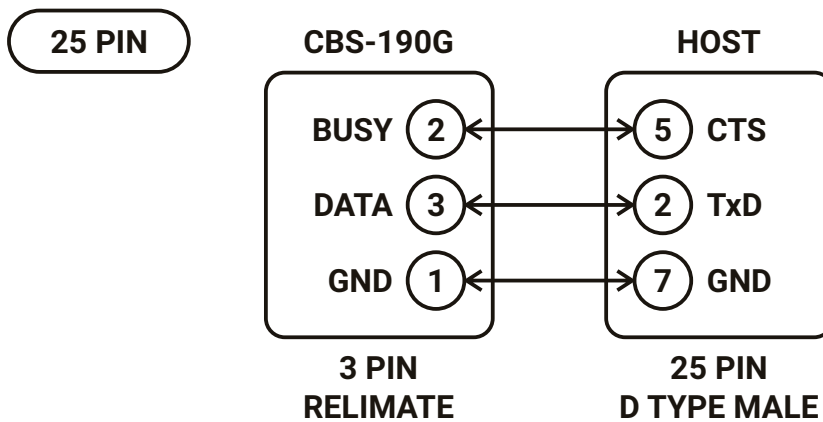 25 PIN
CBS-190G HOST
BUSY 2 5 CTS
DATA 3 2 TxD
GND 1 7 GND
3 PIN 25 PIN
RELIMATE D TYPE MALE